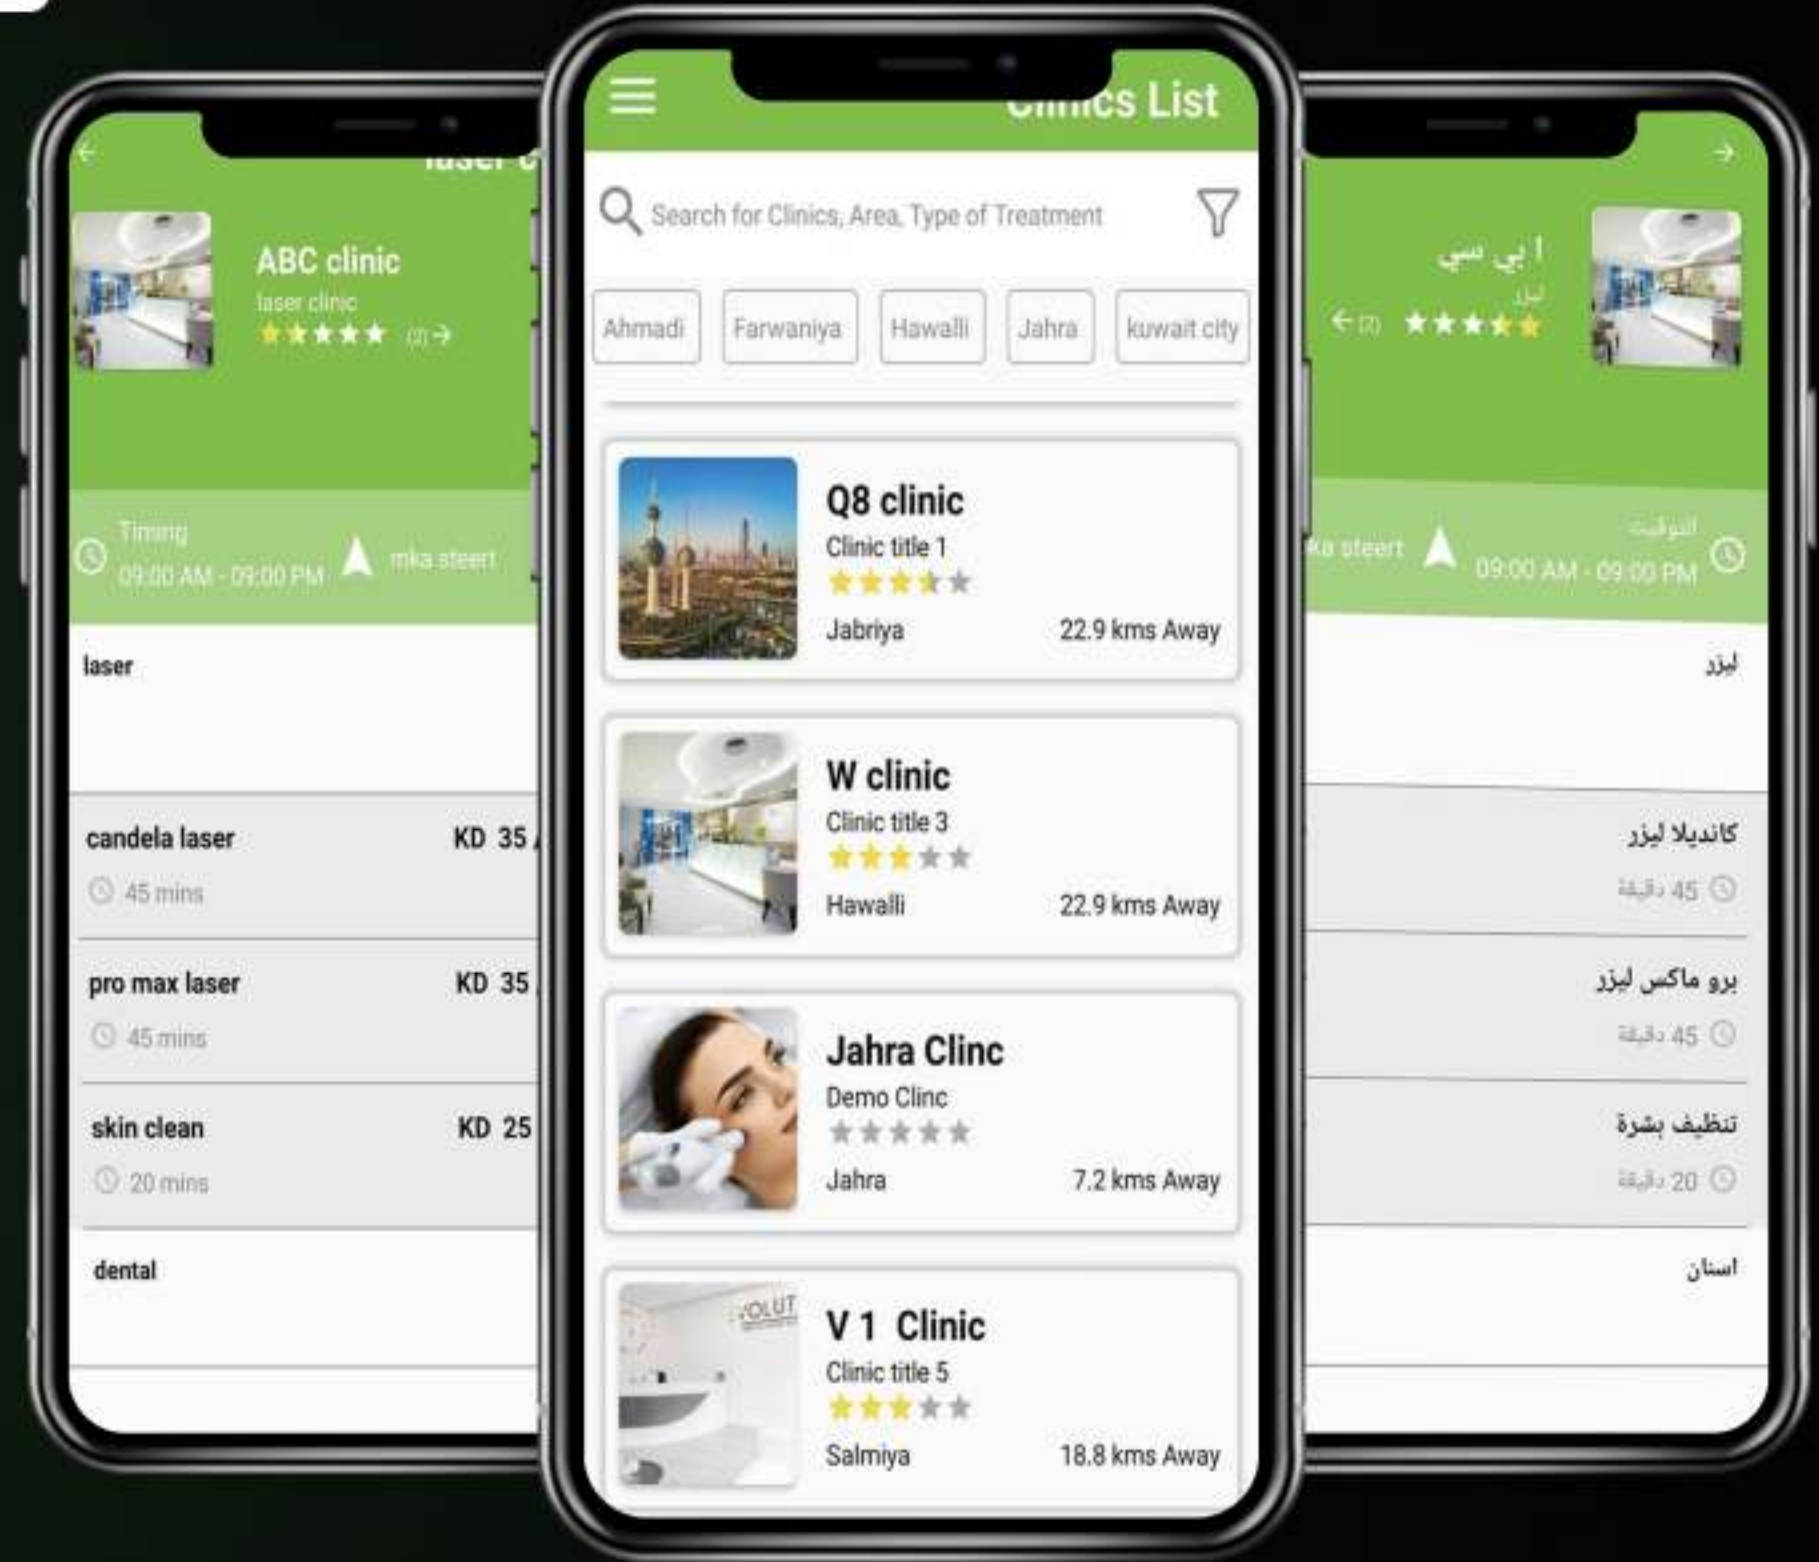 ABC clinic
laser clinic
(2)
Timing
09:00 AM - 09:00 PM
mka steert
laser
candela laser KD 35
45 mins
pro max laser KD 35
45 mins
skin clean KD 25
20 mins
dental
Clinics List
Search for Clinics, Area, Type of Treatment
Ahmadi Farwaniya Hawalli Jahra kuwait city
Q8 clinic
Clinic title 1
Jabriya 22.9 kms Away
W clinic
Clinic title 3
Hawalli 22.9 kms Away
Jahra Clinc
Demo Clinc
Jahra 7.2 kms Away
V 1 Clinic
Clinic title 5
Salmiya 18.8 kms Away
ا بي سي
ليزر
(2)
التوقيت
09:00 AM - 09:00 PM
steert
ليزر
كانديلا ليزر
45 دقيقة
برو ماكس ليزر
45 دقيقة
تنظيف بشرة
20 دقيقة
اسنان